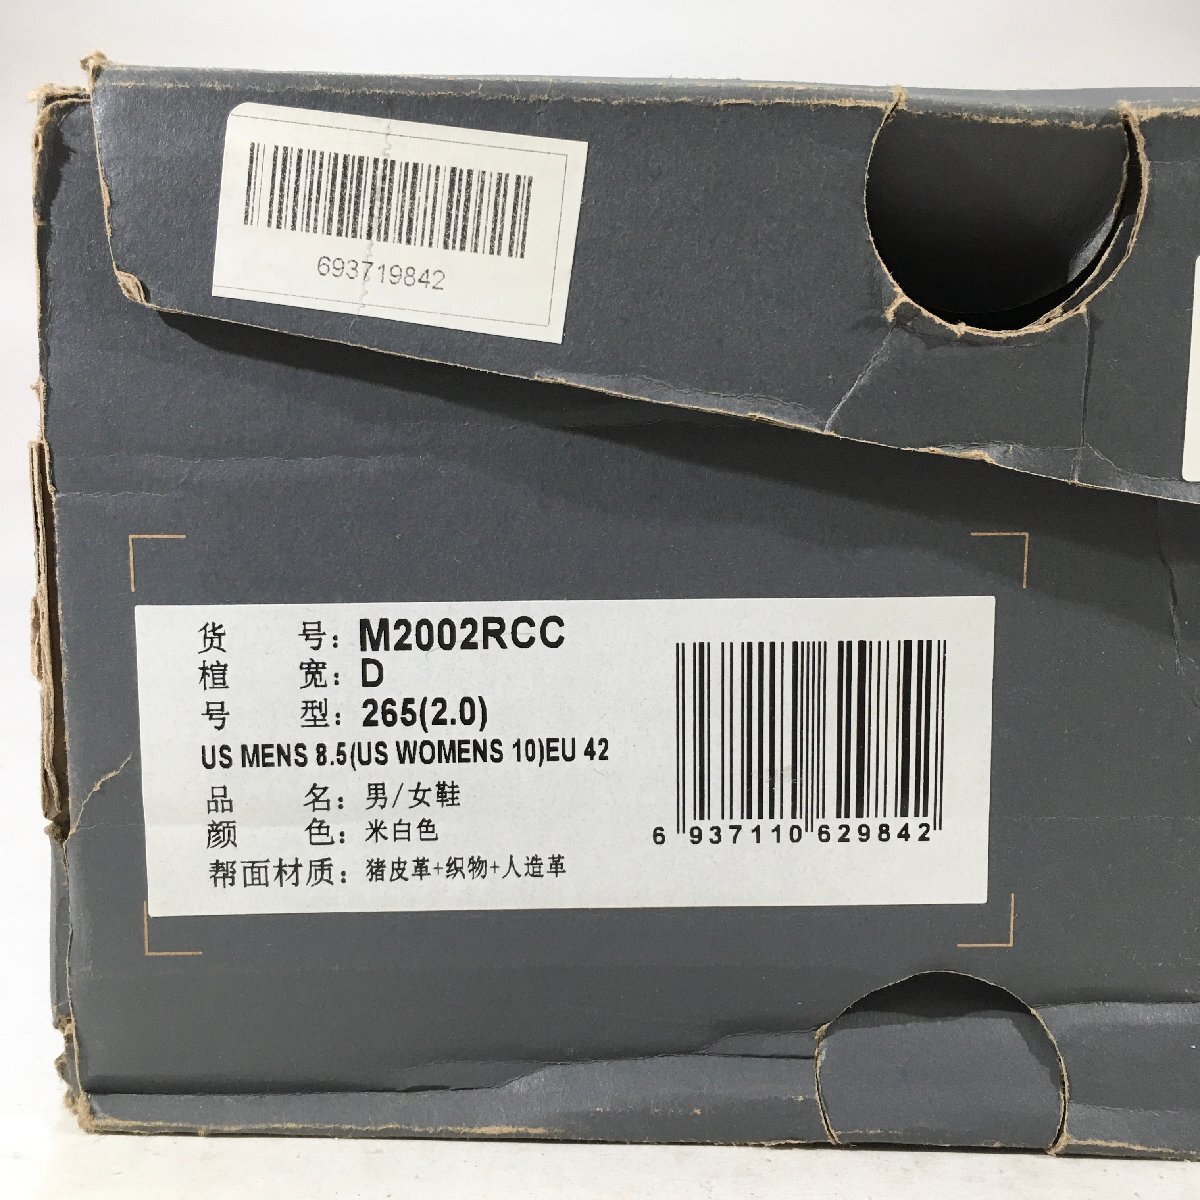 693719842
货 号: M2002RCC
楦 宽: D
号 型: 265(2.0)
US MENS 8.5(US WOMENS 10)EU 42
品 名: 男/女鞋
颜 色: 米白色
帮面材质: 猪皮革+织物+人造革
6 937110 629842